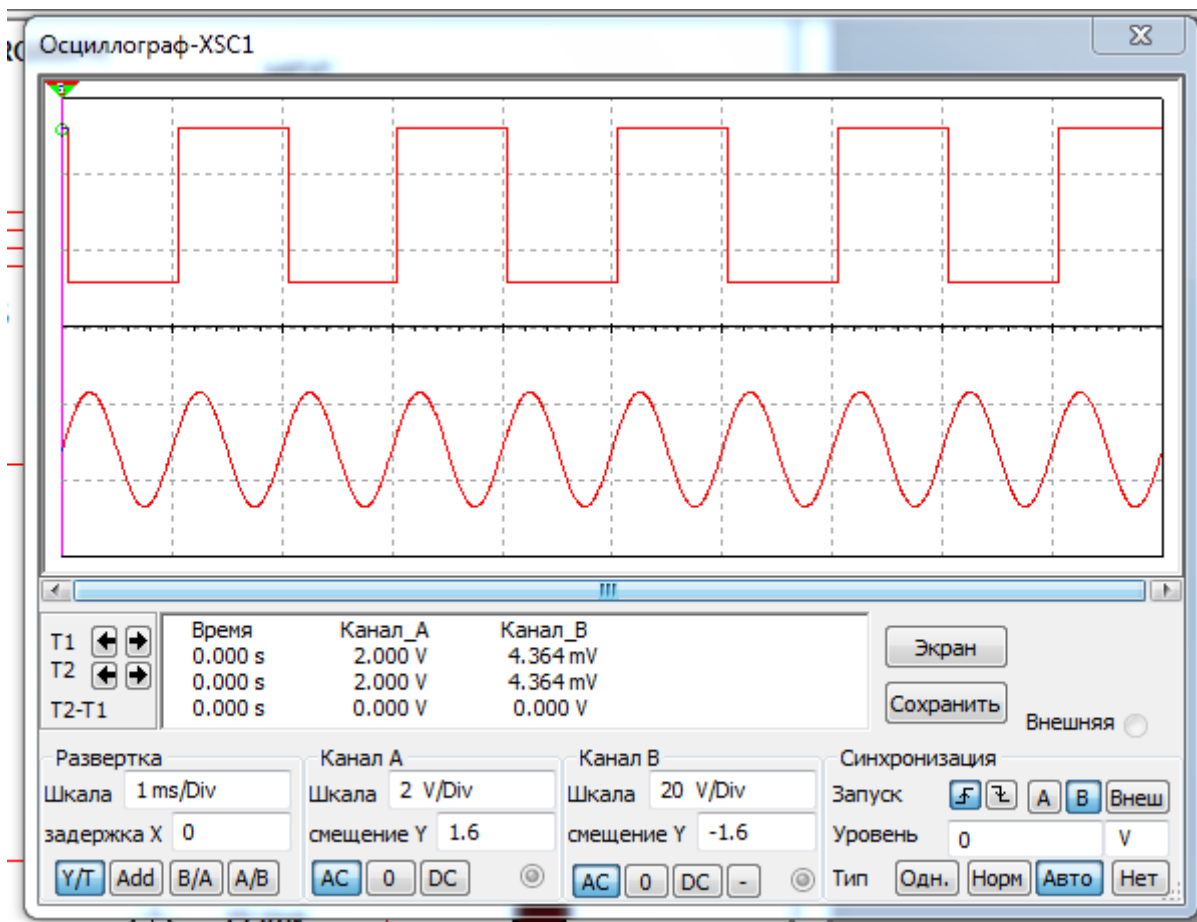 Осциллограф-XSC1
T1
T2
T2-T1
Время Канал_A Канал_B
0.000 s 2.000 V 4.364 mV
0.000 s 2.000 V 4.364 mV
0.000 s 0.000 V 0.000 V
Экран
Сохранить
Внешняя
Развертка
Шкала 1 ms/Div
задержка X 0
Y/T Add B/A A/B
Канал A
Шкала 2 V/Div
смещение Y 1.6
AC 0 DC
Канал B
Шкала 20 V/Div
смещение Y -1.6
AC 0 DC -
Синхронизация
Запуск A B Внеш
Уровень 0 V
Тип Одн. Норм Авто Нет